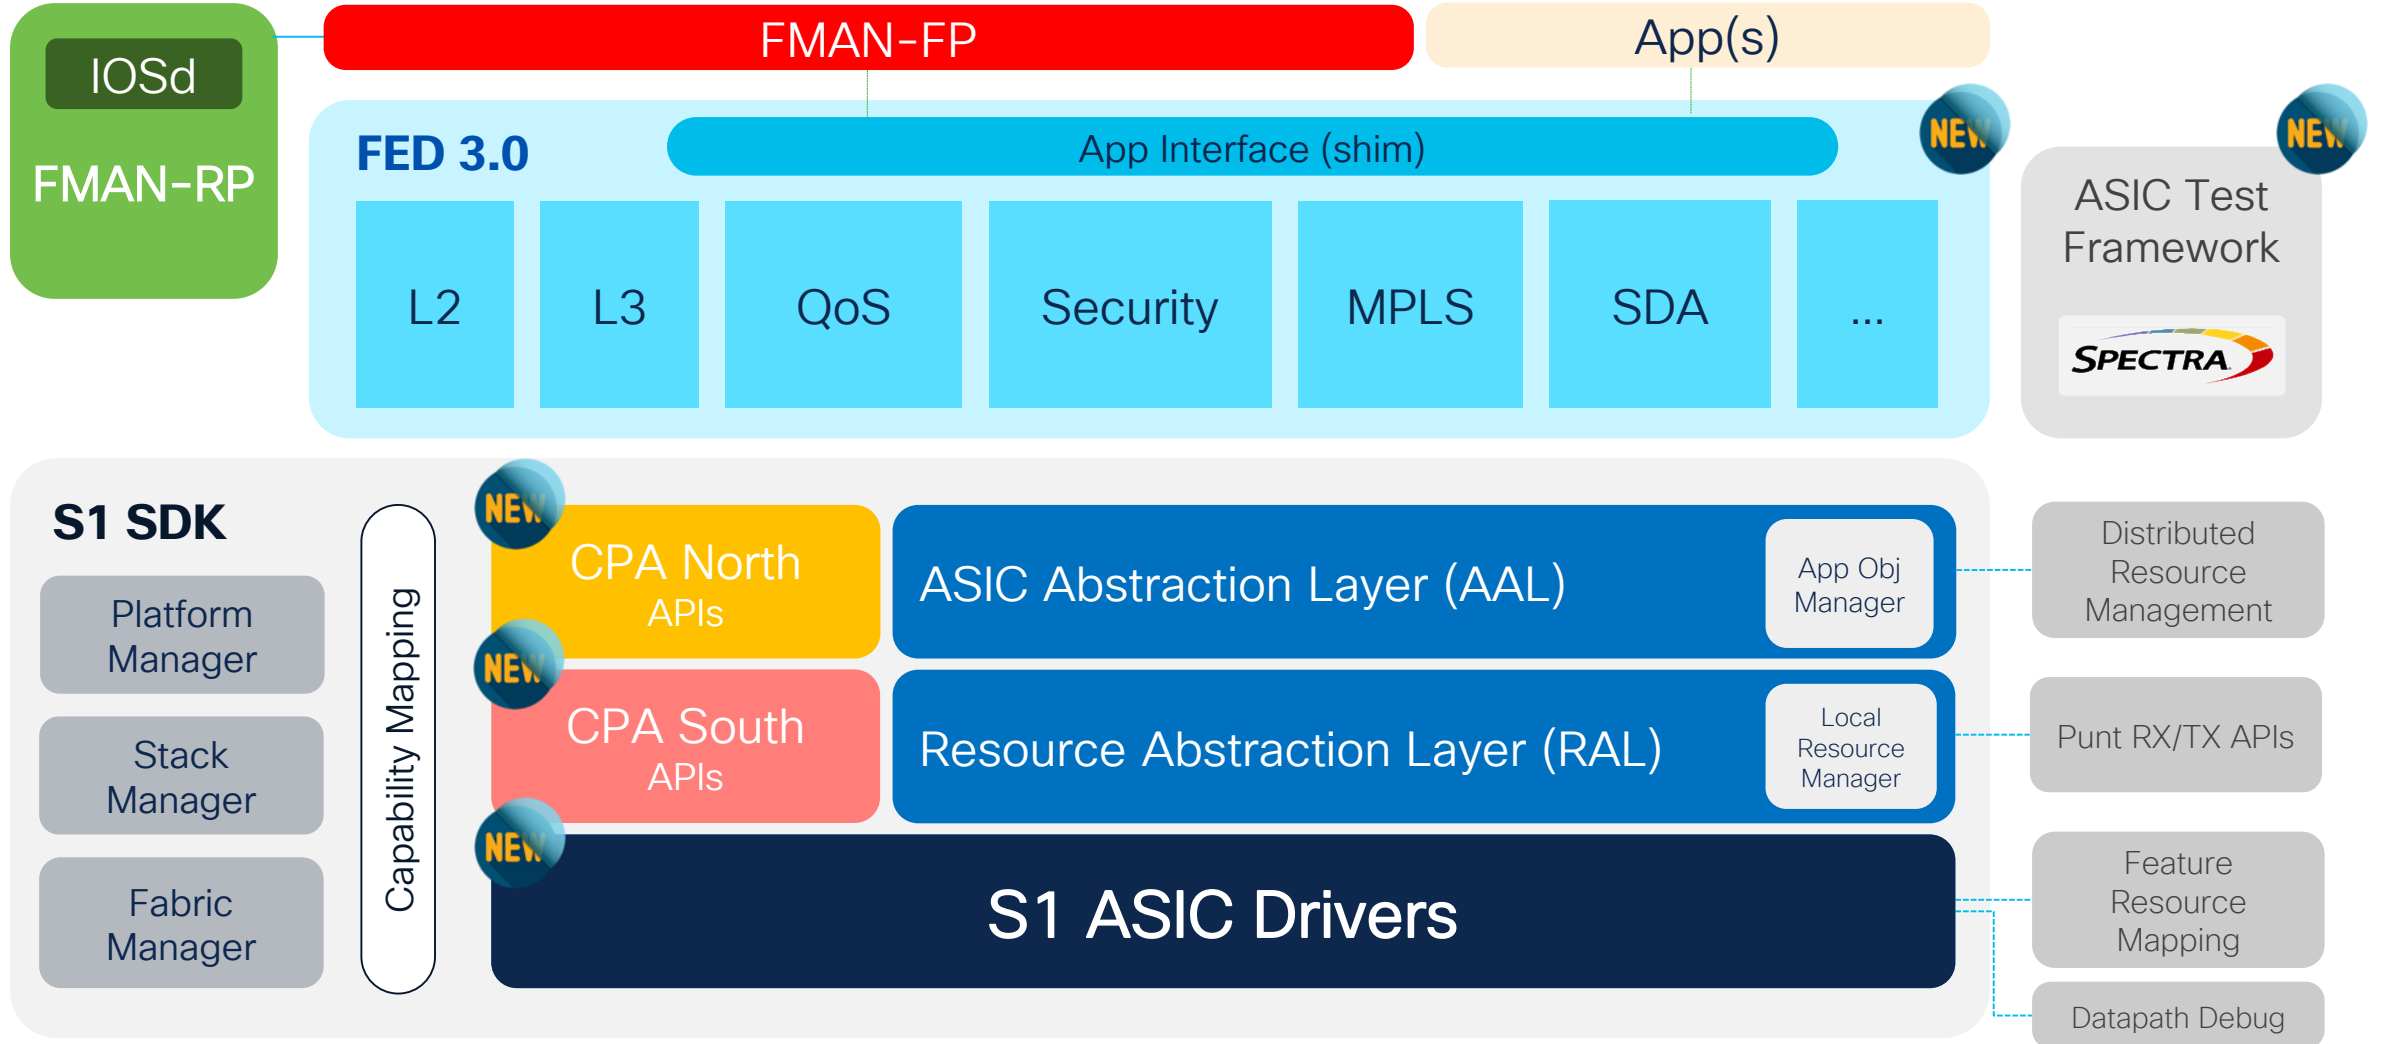 IOSd
FMAN-RP
FMAN-FP
App(s)
FED 3.0
App Interface (shim)
NEW
L2
L3
QoS
Security
MPLS
SDA
...
NEW
ASIC Test
Framework
SPECTRA
S1 SDK
Platform
Manager
Stack
Manager
Fabric
Manager
Capability Mapping
NEW
CPA North
APIs
ASIC Abstraction Layer (AAL)
App Obj
Manager
NEW
CPA South
APIs
Resource Abstraction Layer (RAL)
Local
Resource
Manager
NEW
S1 ASIC Drivers
Distributed
Resource
Management
Punt RX/TX APIs
Feature
Resource
Mapping
Datapath Debug